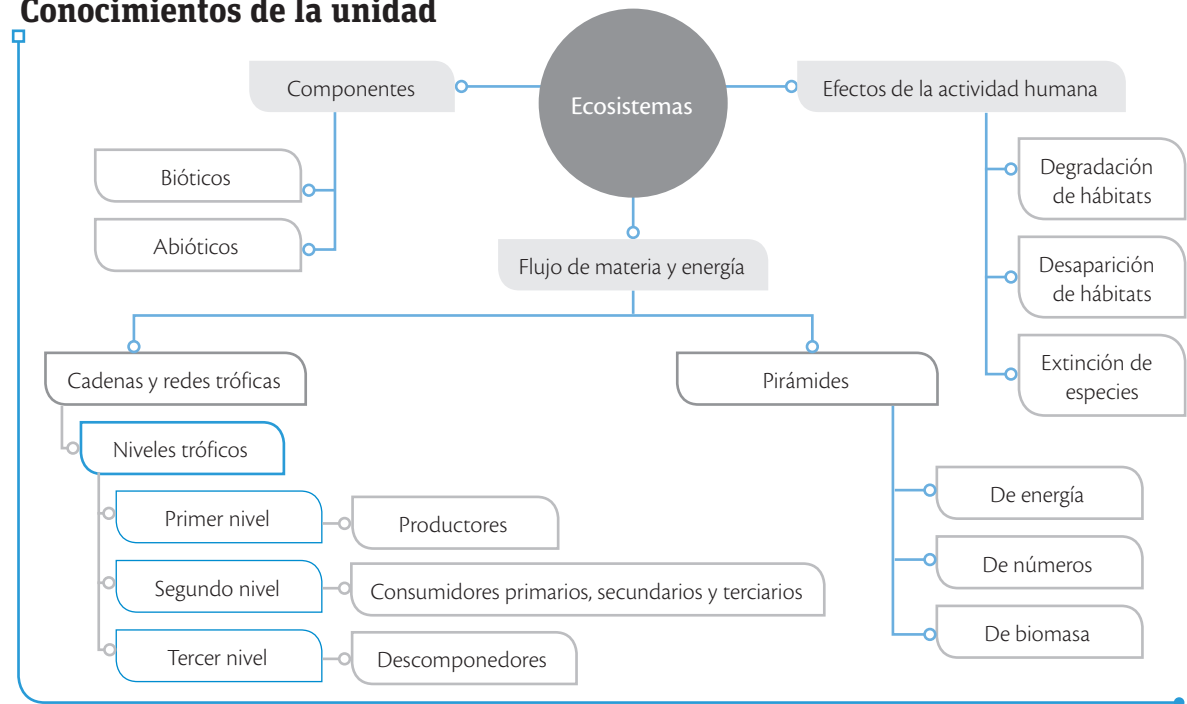 Conocimientos de la unidad
Ecosistemas
Componentes
Bióticos
Abióticos
Efectos de la actividad humana
Degradación
de hábitats
Desaparición
de hábitats
Extinción de
especies
Flujo de materia y energía
Cadenas y redes tróficas
Niveles tróficos
Primer nivel
Productores
Segundo nivel
Consumidores primarios, secundarios y terciarios
Tercer nivel
Descomponedores
Pirámides
De energía
De números
De biomasa